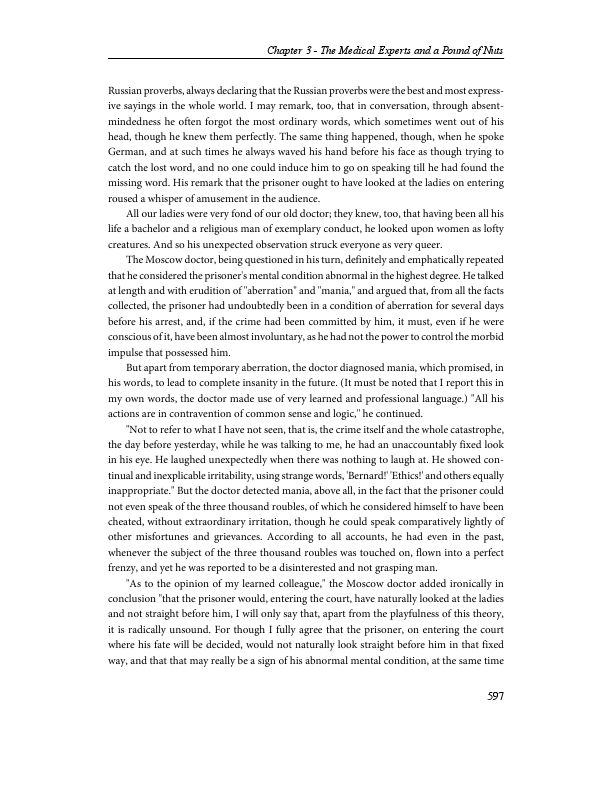 Chapter 3 - The Medical Experts and a Pound of Nuts
Russian proverbs, always declaring that the Russian proverbs were the best and most express-
ive sayings in the whole world. I may remark, too, that in conversation, through absent-
mindedness he often forgot the most ordinary words, which sometimes went out of his
head, though he knew them perfectly. The same thing happened, though, when he spoke
German, and at such times he always waved his hand before his face as though trying to
catch the lost word, and no one could induce him to go on speaking till he had found the
missing word. His remark that the prisoner ought to have looked at the ladies on entering
roused a whisper of amusement in the audience.
All our ladies were very fond of our old doctor; they knew, too, that having been all his
life a bachelor and a religious man of exemplary conduct, he looked upon women as lofty
creatures. And so his unexpected observation struck everyone as very queer.
The Moscow doctor, being questioned in his turn, definitely and emphatically repeated
that he considered the prisoner's mental condition abnormal in the highest degree. He talked
at length and with erudition of "aberration" and "mania," and argued that, from all the facts
collected, the prisoner had undoubtedly been in a condition of aberration for several days
before his arrest, and, if the crime had been committed by him, it must, even if he were
conscious of it, have been almost involuntary, as he had not the power to control the morbid
impulse that possessed him.
But apart from temporary aberration, the doctor diagnosed mania, which promised, in
his words, to lead to complete insanity in the future. (It must be noted that I report this in
my own words, the doctor made use of very learned and professional language.) "All his
actions are in contravention of common sense and logic," he continued.
"Not to refer to what I have not seen, that is, the crime itself and the whole catastrophe,
the day before yesterday, while he was talking to me, he had an unaccountably fixed look
in his eye. He laughed unexpectedly when there was nothing to laugh at. He showed con-
tinual and inexplicable irritability, using strange words, 'Bernard!' 'Ethics!' and others equally
inappropriate." But the doctor detected mania, above all, in the fact that the prisoner could
not even speak of the three thousand roubles, of which he considered himself to have been
cheated, without extraordinary irritation, though he could speak comparatively lightly of
other misfortunes and grievances. According to all accounts, he had even in the past,
whenever the subject of the three thousand roubles was touched on, flown into a perfect
frenzy, and yet he was reported to be a disinterested and not grasping man.
"As to the opinion of my learned colleague," the Moscow doctor added ironically in
conclusion "that the prisoner would, entering the court, have naturally looked at the ladies
and not straight before him, I will only say that, apart from the playfulness of this theory,
it is radically unsound. For though I fully agree that the prisoner, on entering the court
where his fate will be decided, would not naturally look straight before him in that fixed
way, and that that may really be a sign of his abnormal mental condition, at the same time
597